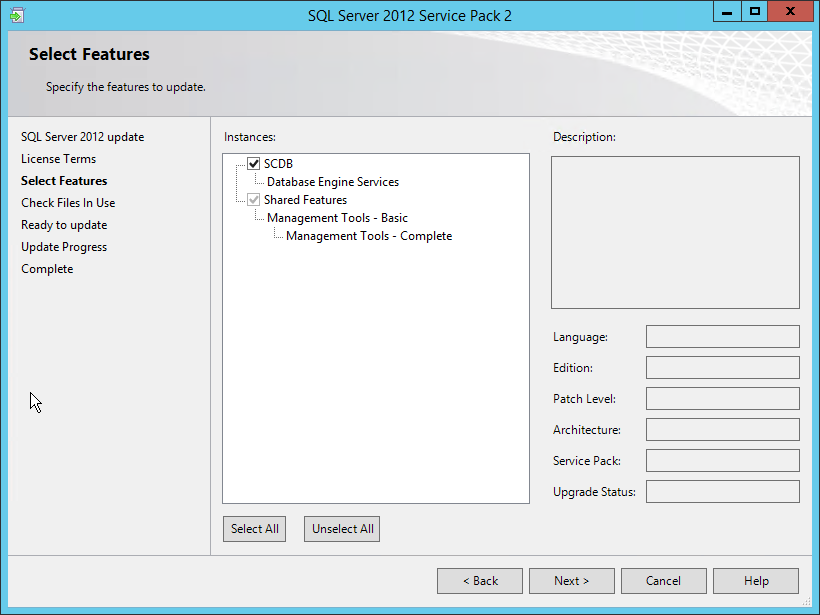 SQL Server 2012 Service Pack 2
Select Features
Specify the features to update.
SQL Server 2012 update
License Terms
Select Features
Check Files In Use
Ready to update
Update Progress
Complete
Instances:
SCDB
Database Engine Services
Shared Features
Management Tools - Basic
Management Tools - Complete
Select All
Unselect All
Description:
Language:
Edition:
Patch Level:
Architecture:
Service Pack:
Upgrade Status:
< Back
Next >
Cancel
Help